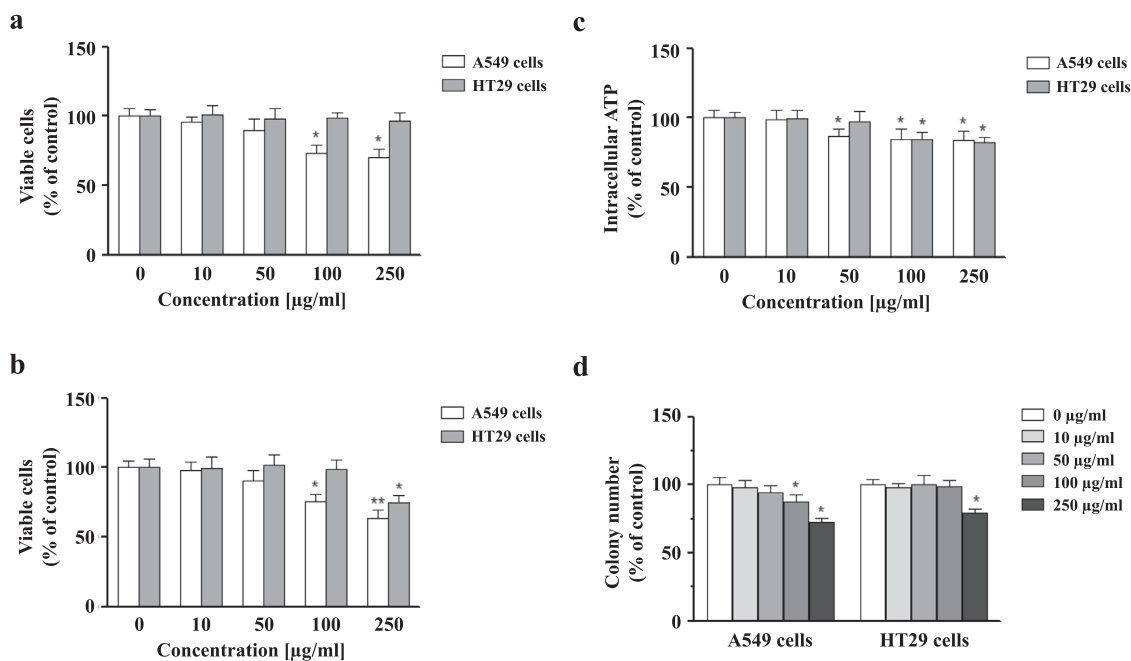 a
150
100
50
0
Viable cells
(% of control)
* *
0 10 50 100 250
Concentration [µg/ml]
A549 cells
HT29 cells
b
150
100
50
0
Viable cells
(% of control)
* ** *
0 10 50 100 250
Concentration [µg/ml]
A549 cells
HT29 cells
c
150
100
50
0
Intracellular ATP
(% of control)
* * * * *
0 10 50 100 250
Concentration [µg/ml]
A549 cells
HT29 cells
d
150
100
50
0
Colony number
(% of control)
* * *
A549 cells HT29 cells
0 µg/ml
10 µg/ml
50 µg/ml
100 µg/ml
250 µg/ml